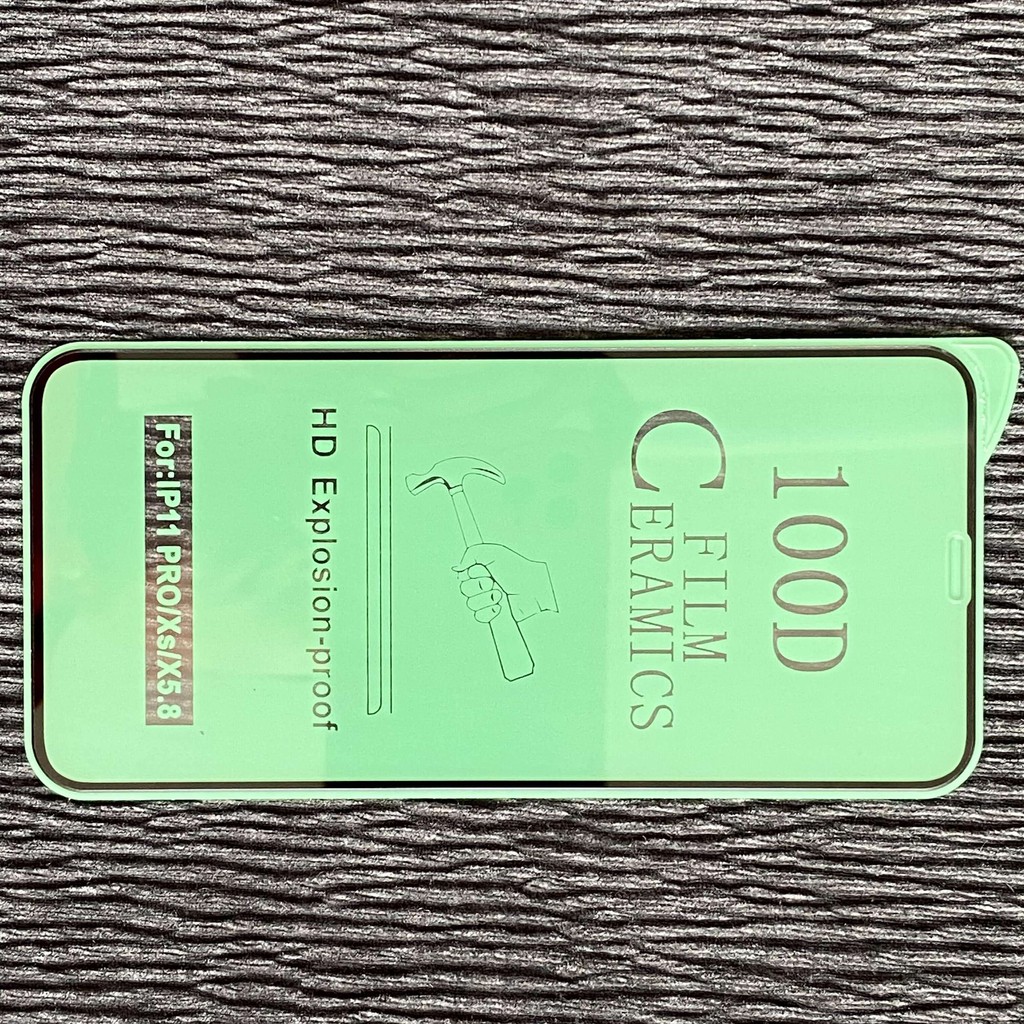 100D
FILM
CERAMICS
HD Explosion-proof
For:IP11 PRO/Xs/X5.8